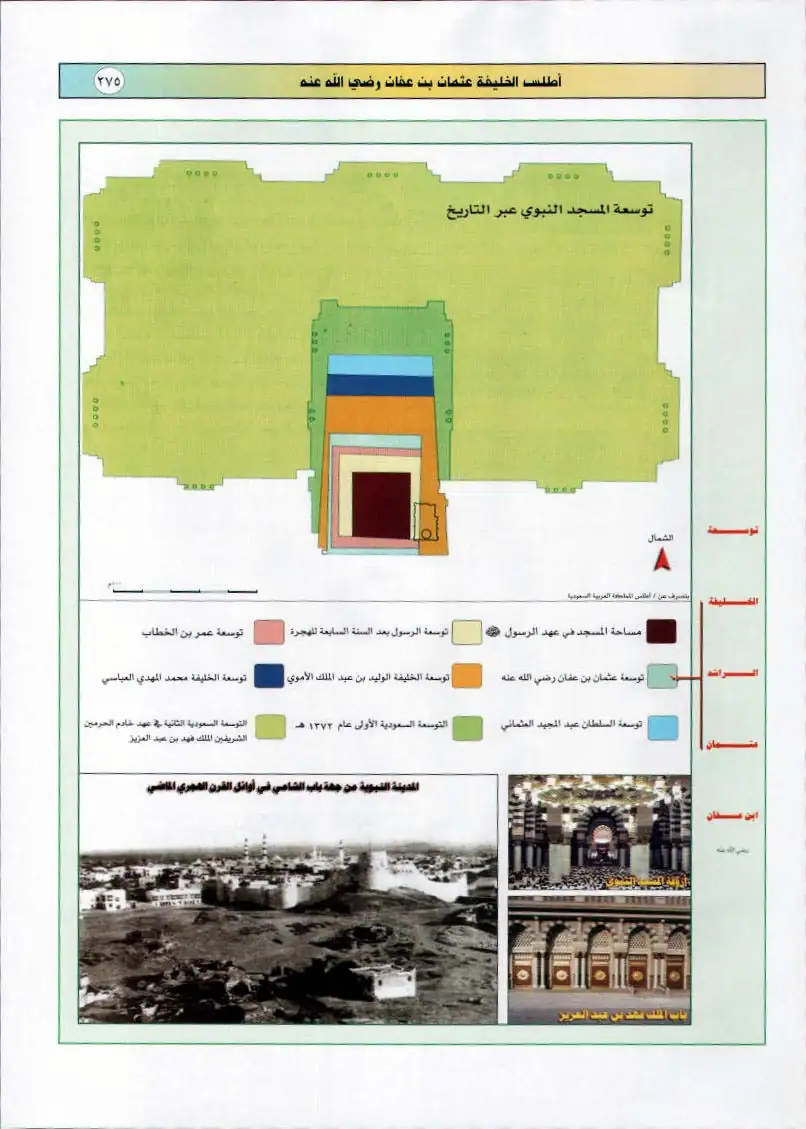 أطلس الخليفة عثمان بن عفان رضي الله عنه
٢٧٥
توسعة المسجد النبوي عبر التاريخ
الشمال
بتصرف عن / أطلس المملكة العربية السعودية
مساحة المسجد في عهد الرسول ﷺ
توسعة الرسول بعد السنة السابعة للهجرة
توسعة عمر بن الخطاب
توسعة عثمان بن عفان رضي الله عنه
توسعة الخليفة الوليد بن عبد الملك الأموي
توسعة الخليفة محمد المهدي العباسي
توسعة السلطان عبد المجيد العثماني
التوسعة السعودية الأولى عام ١٣٧٢ هـ
التوسعة السعودية الثانية في عهد خادم الحرمين
الشريفين الملك فهد بن عبد العزيز
توسعة
الخليفة
الراشد
عثمان
ابن عفان
رضي الله عنه
المدينة النبوية من جهة باب الشامي في أوائل القرن الهجري الماضي
أروقة المسجد النبوي
باب الملك فهد بن عبد العزيز